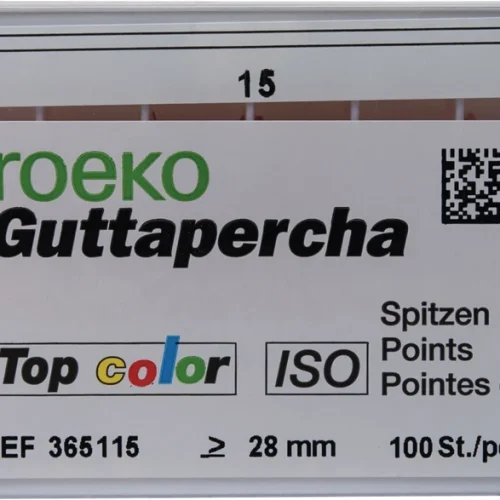 15
roeko
Guttapercha
Top color
ISO
Spitzen
Points
Pointes
EF 365115 ≥ 28 mm 100 St./p